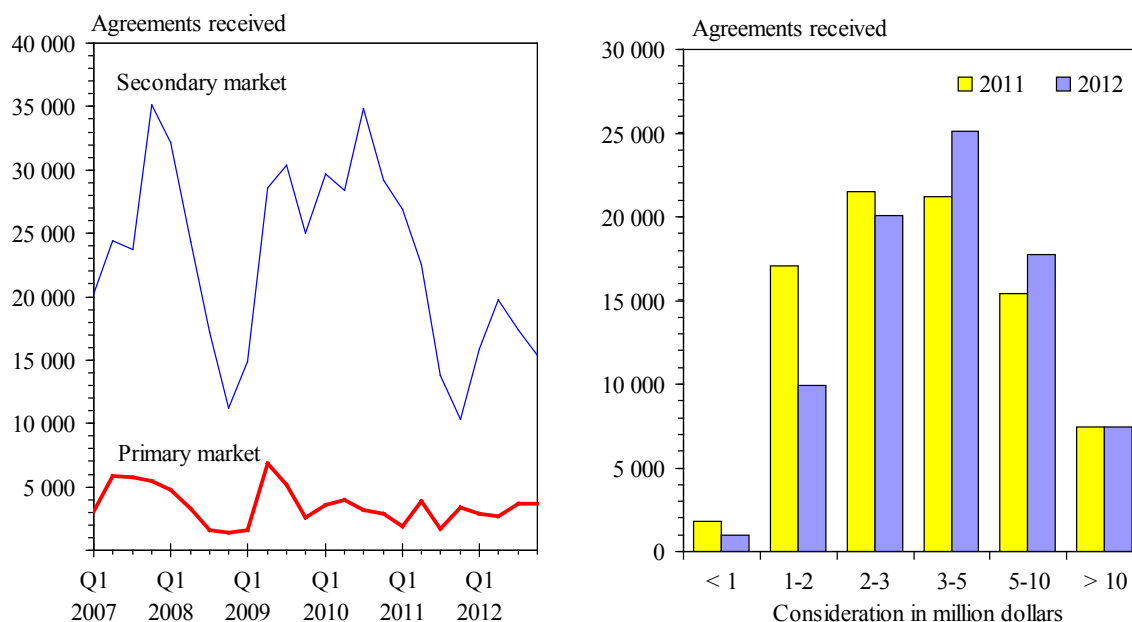 Agreements received
40 000
35 000
30 000
25 000
20 000
15 000
10 000
5 000
Secondary market
Primary market
Q1 Q1 Q1 Q1 Q1 Q1
2007 2008 2009 2010 2011 2012
Agreements received
30 000
25 000
20 000
15 000
10 000
5 000
0
2011 2012
< 1 1-2 2-3 3-5 5-10 > 10
Consideration in million dollars